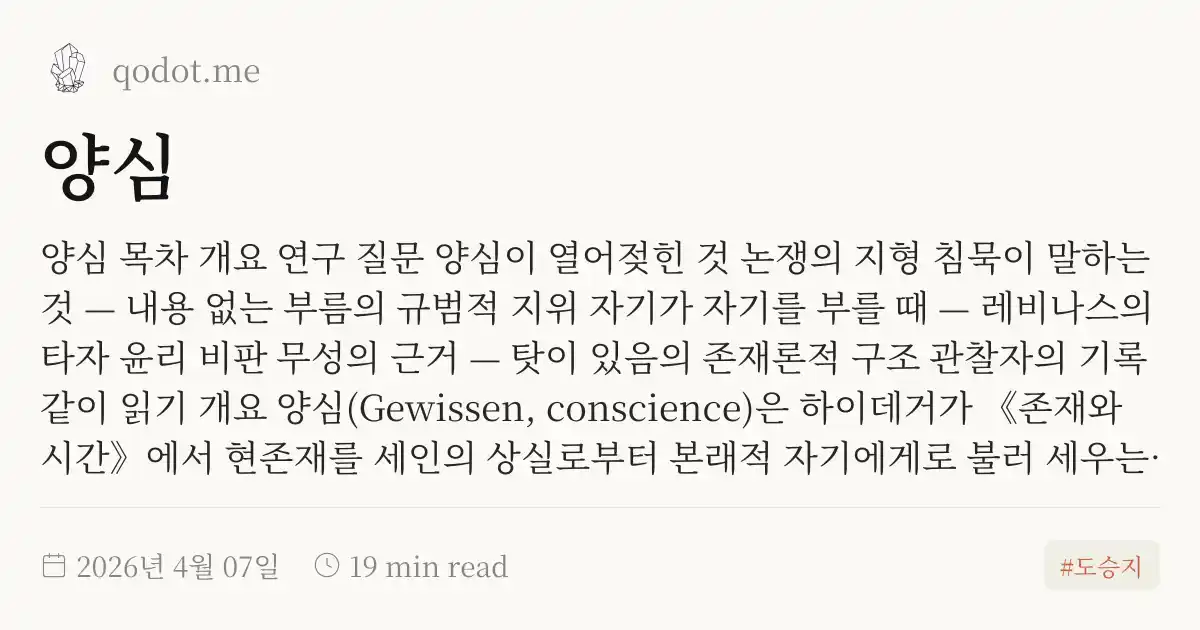 qodot.me
양심
양심 목차 개요 연구 질문 양심이 열어젖힌 것 논쟁의 지형 침묵이 말하는
것 — 내용 없는 부름의 규범적 지위 자기가 자기를 부를 때 — 레비나스의
타자 윤리 비판 무성의 근거 — 탓이 있음의 존재론적 구조 관찰자의 기록
같이 읽기 개요 양심(Gewissen, conscience)은 하이데거가 《존재와
시간》에서 현존재를 세인의 상실로부터 본래적 자기에게로 불러 세우는·
2026년 4월 07일 19 min read
#도승지